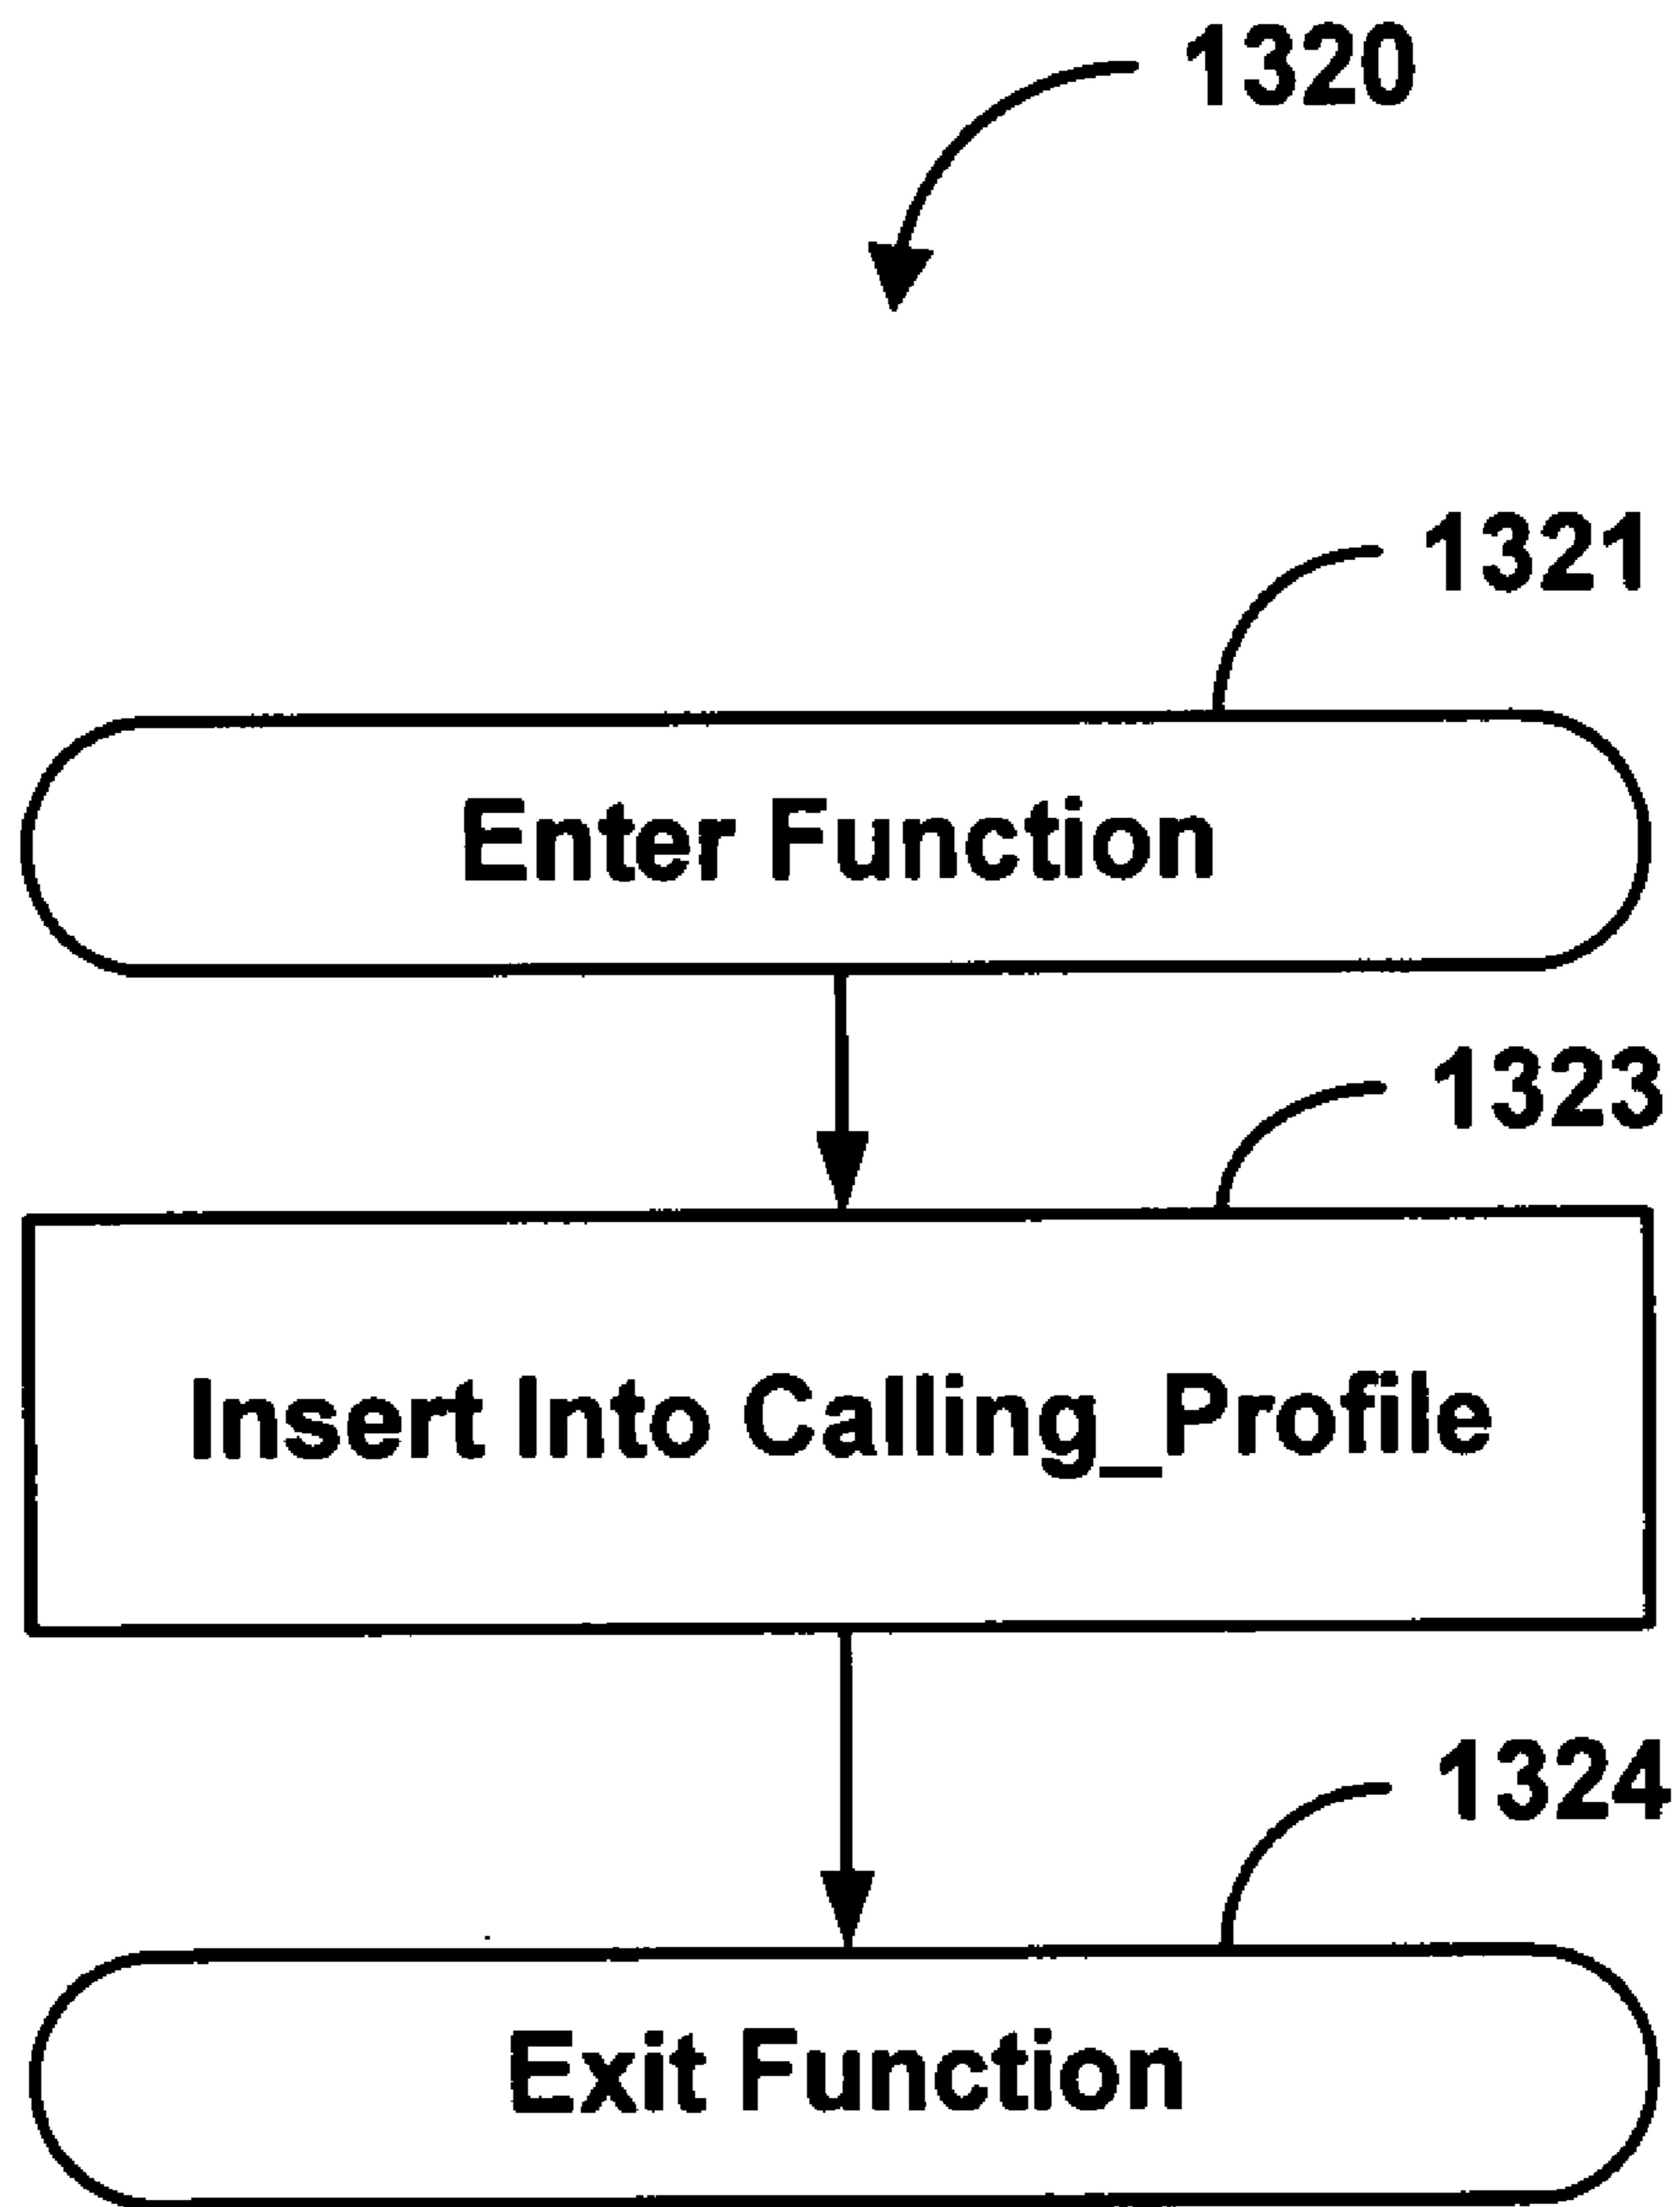 1320
1321
Enter Function
1323
Insert Into Calling_Profile
1324
Exit Function